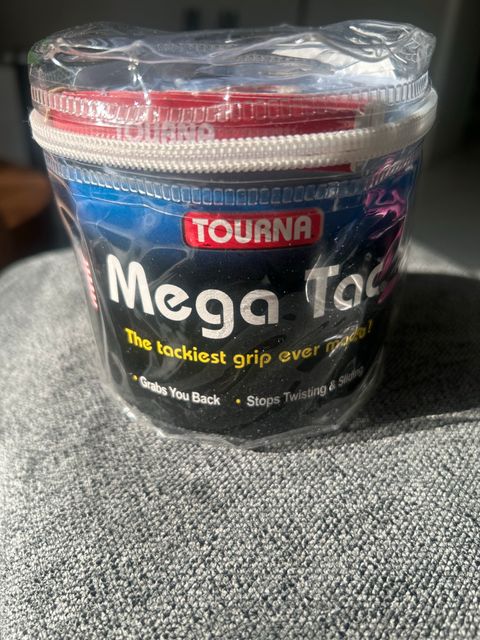 TOURNA
TOURNA
Mega Tac
The tackiest grip ever made!
• Grabs You Back • Stops Twisting & Sliding